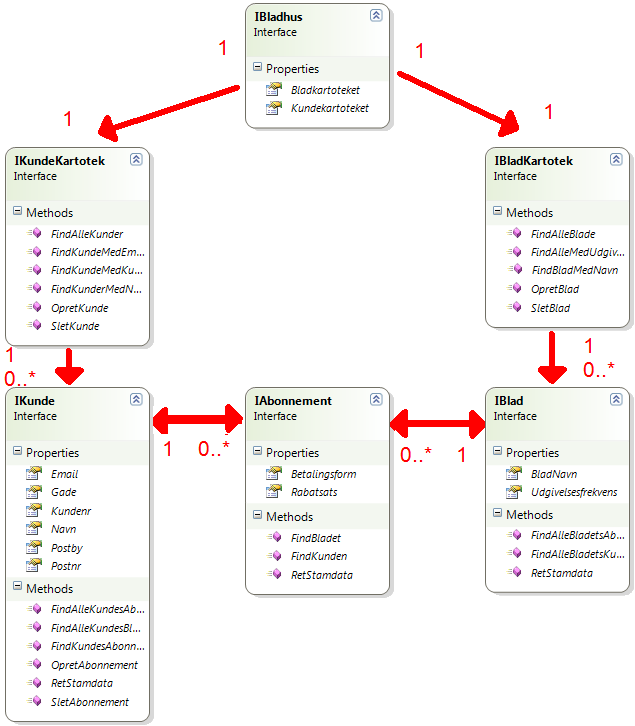 IBladhus
Interface
Properties
Bladkartoteket
Kundekartoteket
1
1
1
1
IKundeKartotek
Interface
Methods
FindAlleKunder
FindKundeMedEm...
FindKundeMedKu...
FindKunderMedN...
OpretKunde
SletKunde
IBladKartotek
Interface
Methods
FindAlleBlade
FindAlleMedUdgiv...
FindBladMedNavn
OpretBlad
SletBlad
1
0..*
1
0..*
IKunde
Interface
Properties
Email
Gade
Kundenr
Navn
Postby
Postnr
Methods
FindAlleKundesAb...
FindAlleKundesBl...
FindKundesAbonn...
OpretAbonnement
RetStamdata
SletAbonnement
1 0..*
IAbonnement
Interface
Properties
Betalingsform
Rabatsats
Methods
FindBladet
FindKunden
RetStamdata
0..* 1
IBlad
Interface
Properties
BladNavn
Udgivelsesfrekvens
Methods
FindAlleBladetsAb...
FindAlleBladetsKu...
RetStamdata